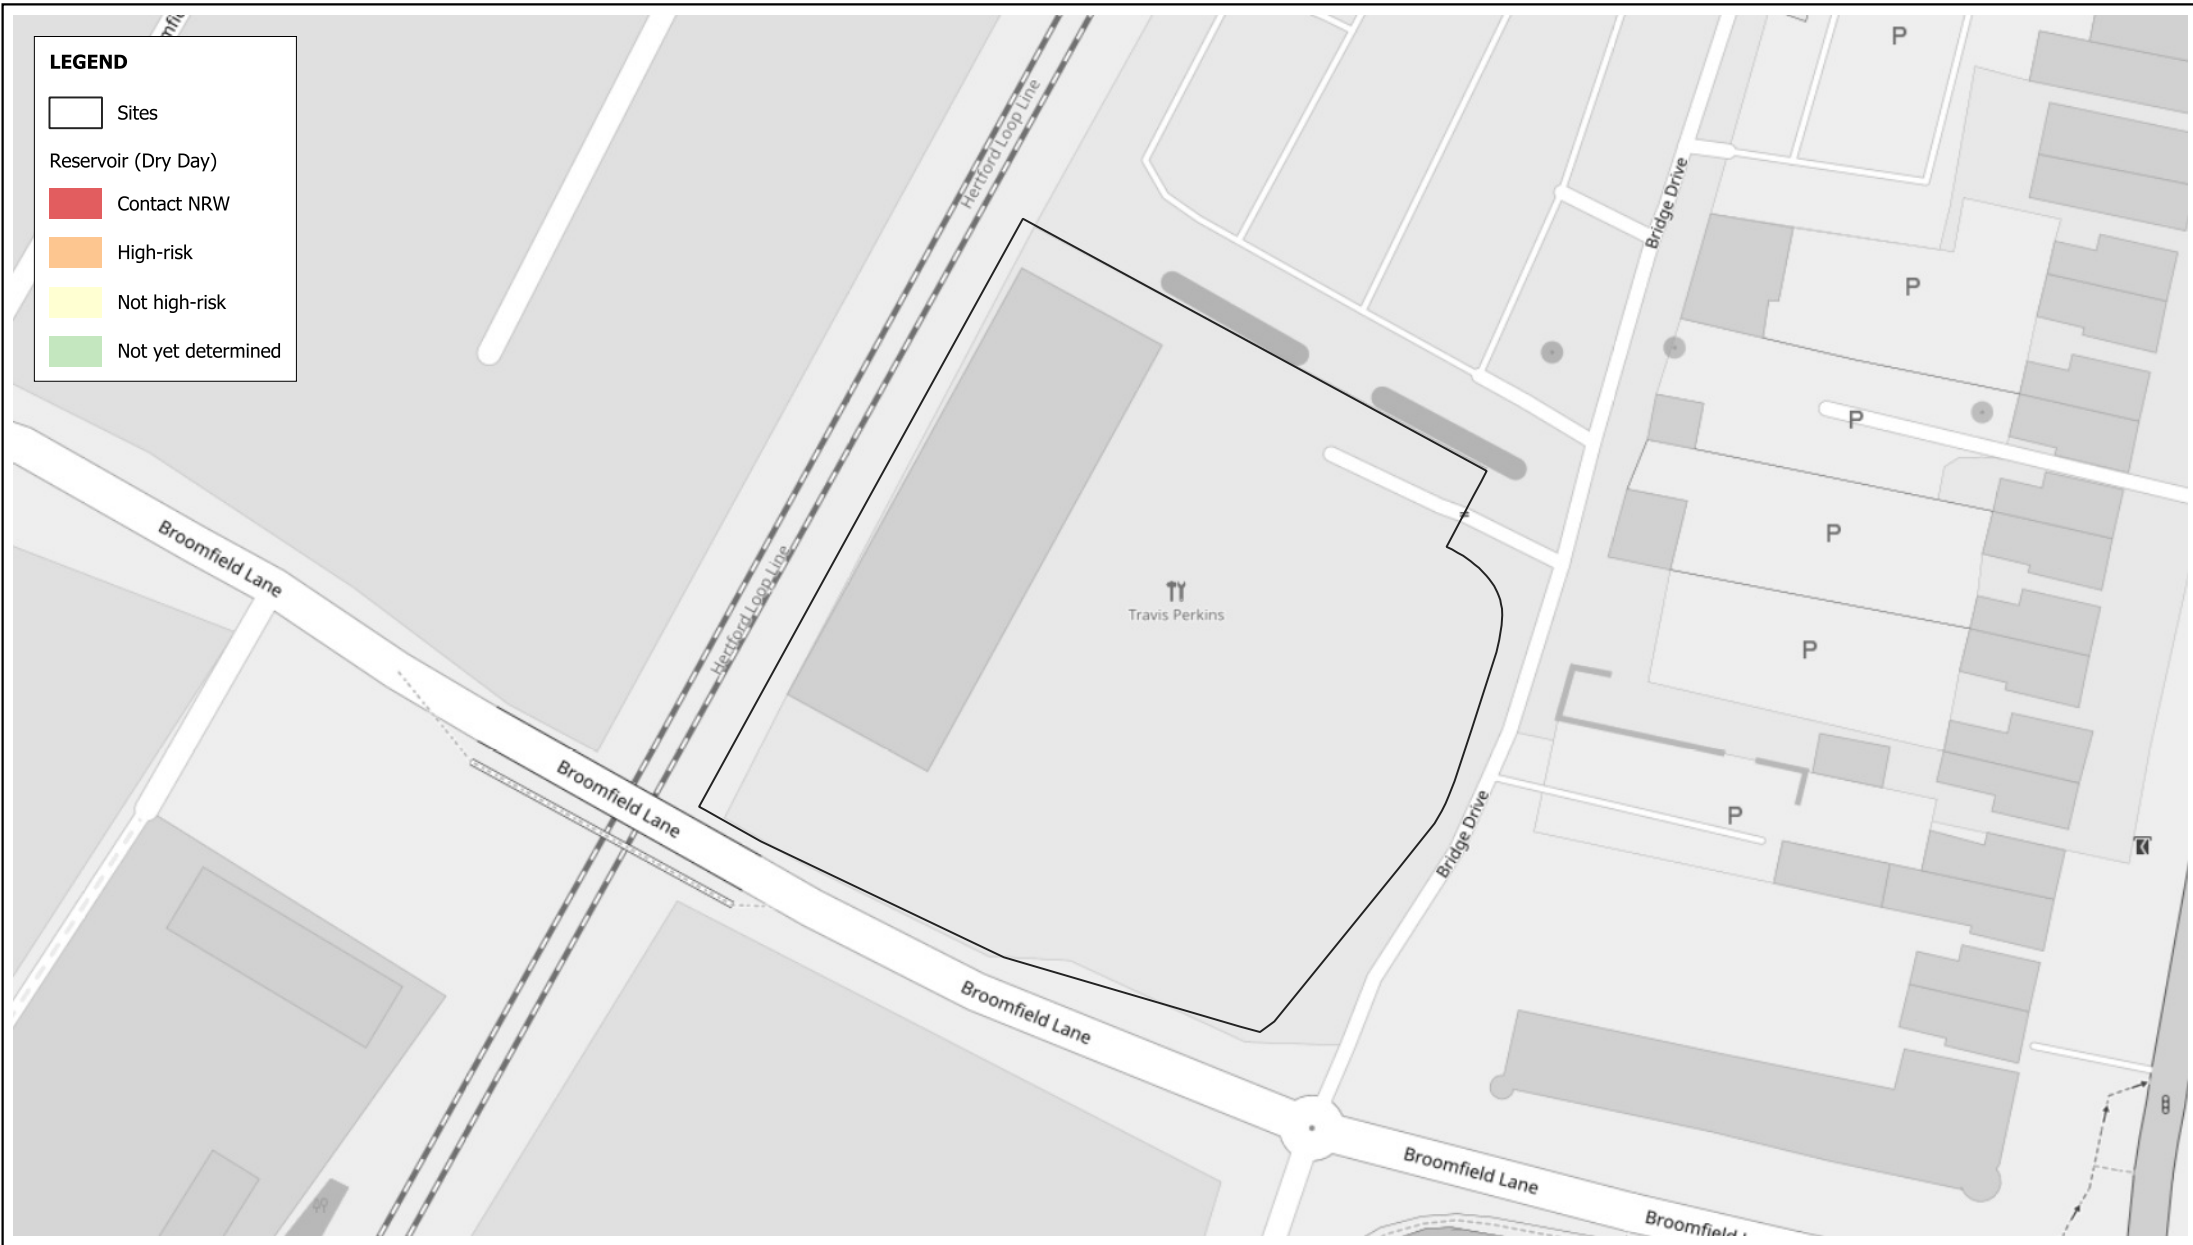 LEGEND
Sites
Reservoir (Dry Day)
Contact NRW
High-risk
Not high-risk
Not yet determined
Hertford Loop Line
Bridge Drive
P
P
P
P
P
P
Broomfield Lane
Hertford Loop Line
Travis Perkins
Broomfield Lane
Bridge Drive
Broomfield Lane
Broomfield Lane